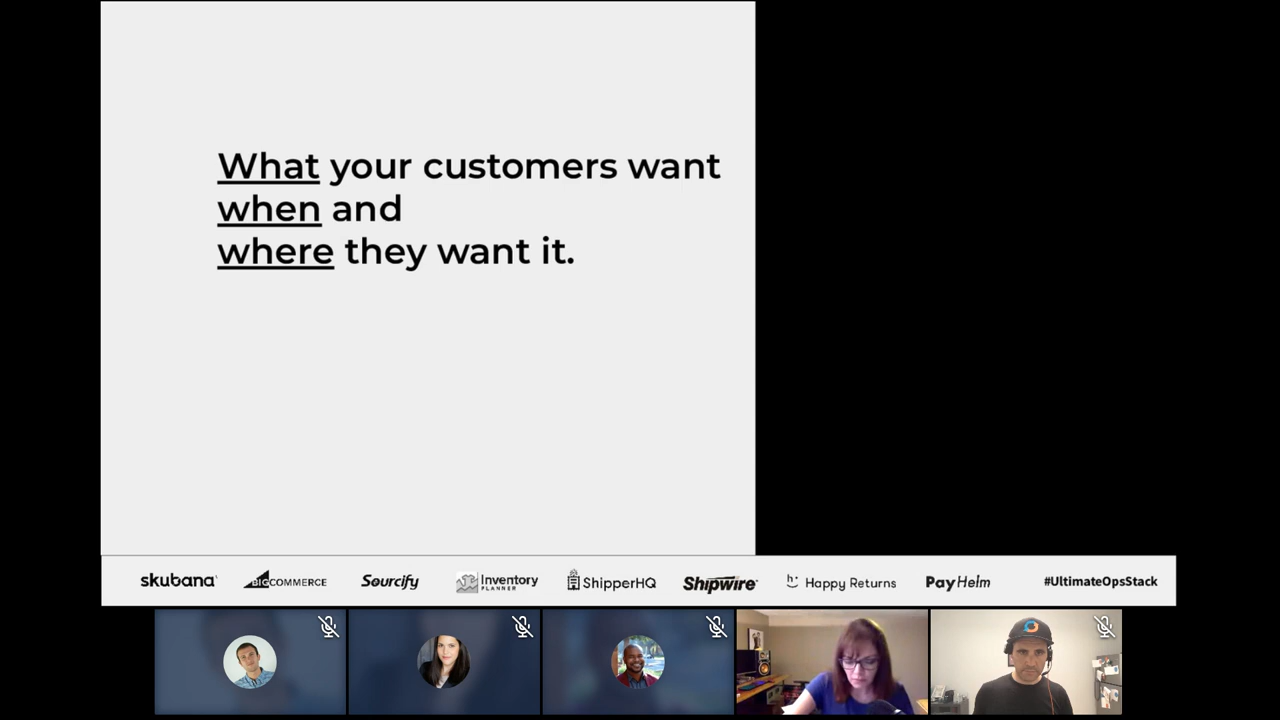 What your customers want
when and
where they want it.
skubana
BIGCOMMERCE
Sourcify
Inventory
PLANNER
ShipperHQ
Shipwire
Happy Returns
PayHelm
#UltimateOpsStack